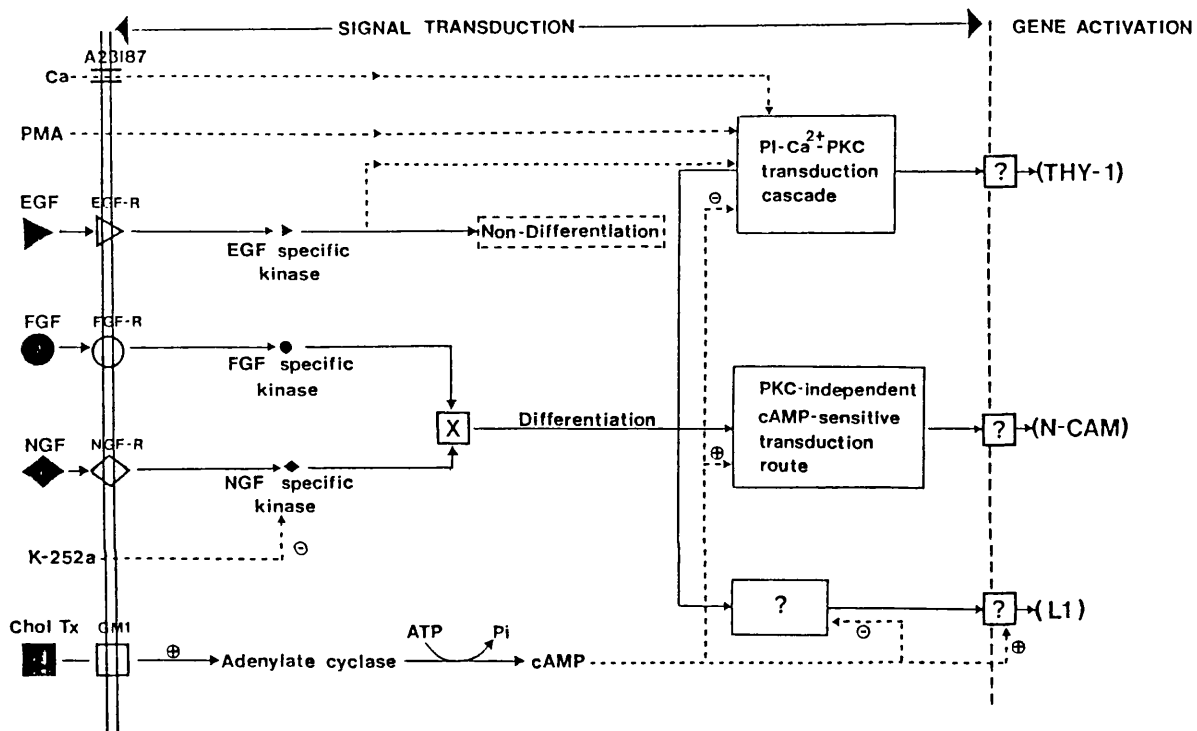 SIGNAL TRANSDUCTION
GENE ACTIVATION
A23187
Ca
PMA
PI-Ca2+-PKC
transduction
cascade
?
(THY-1)
⊖
EGF
EGF-R
EGF specific
kinase
Non-Differentiation
FGF
FGF-R
FGF specific
kinase
X
Differentiation
PKC-independent
cAMP-sensitive
transduction
route
?
(N-CAM)
⊕
NGF
NGF-R
NGF specific
kinase
K-252a
⊖
?
?
(L1)
⊖
⊕
Chol Tx
GM1
⊕
Adenylate cyclase
ATP
Pi
cAMP